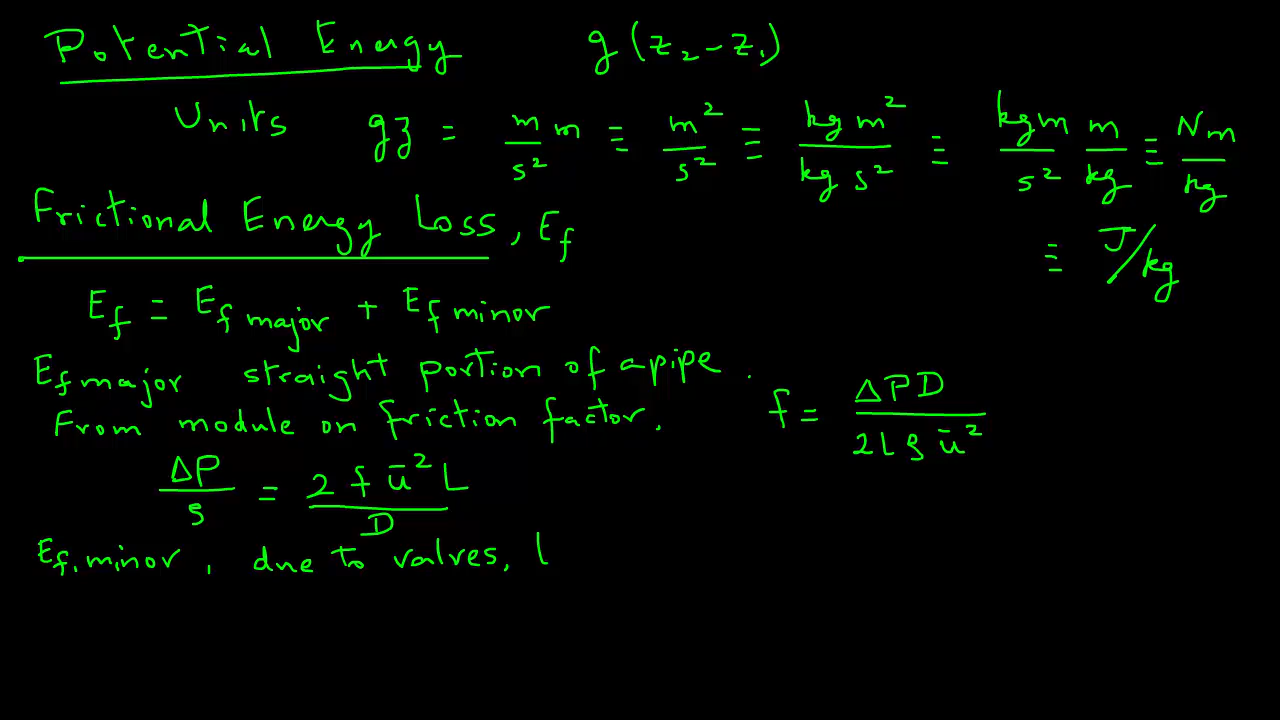 Potential Energy g(z₂-z₁)
Units gz = m/s² m ≡ m²/s² ≡ kg m²/kg s² ≡ kg m/s² m/kg ≡ Nm/kg
≡ J/kg
Frictional Energy Loss, E_f
E_f = E_f major + E_f minor
E_f major straight portion of a pipe.
From module on friction factor. f = ΔPD/2Lρū²
ΔP/ρ = 2fū²L/D
E_f,minor, due to valves, l